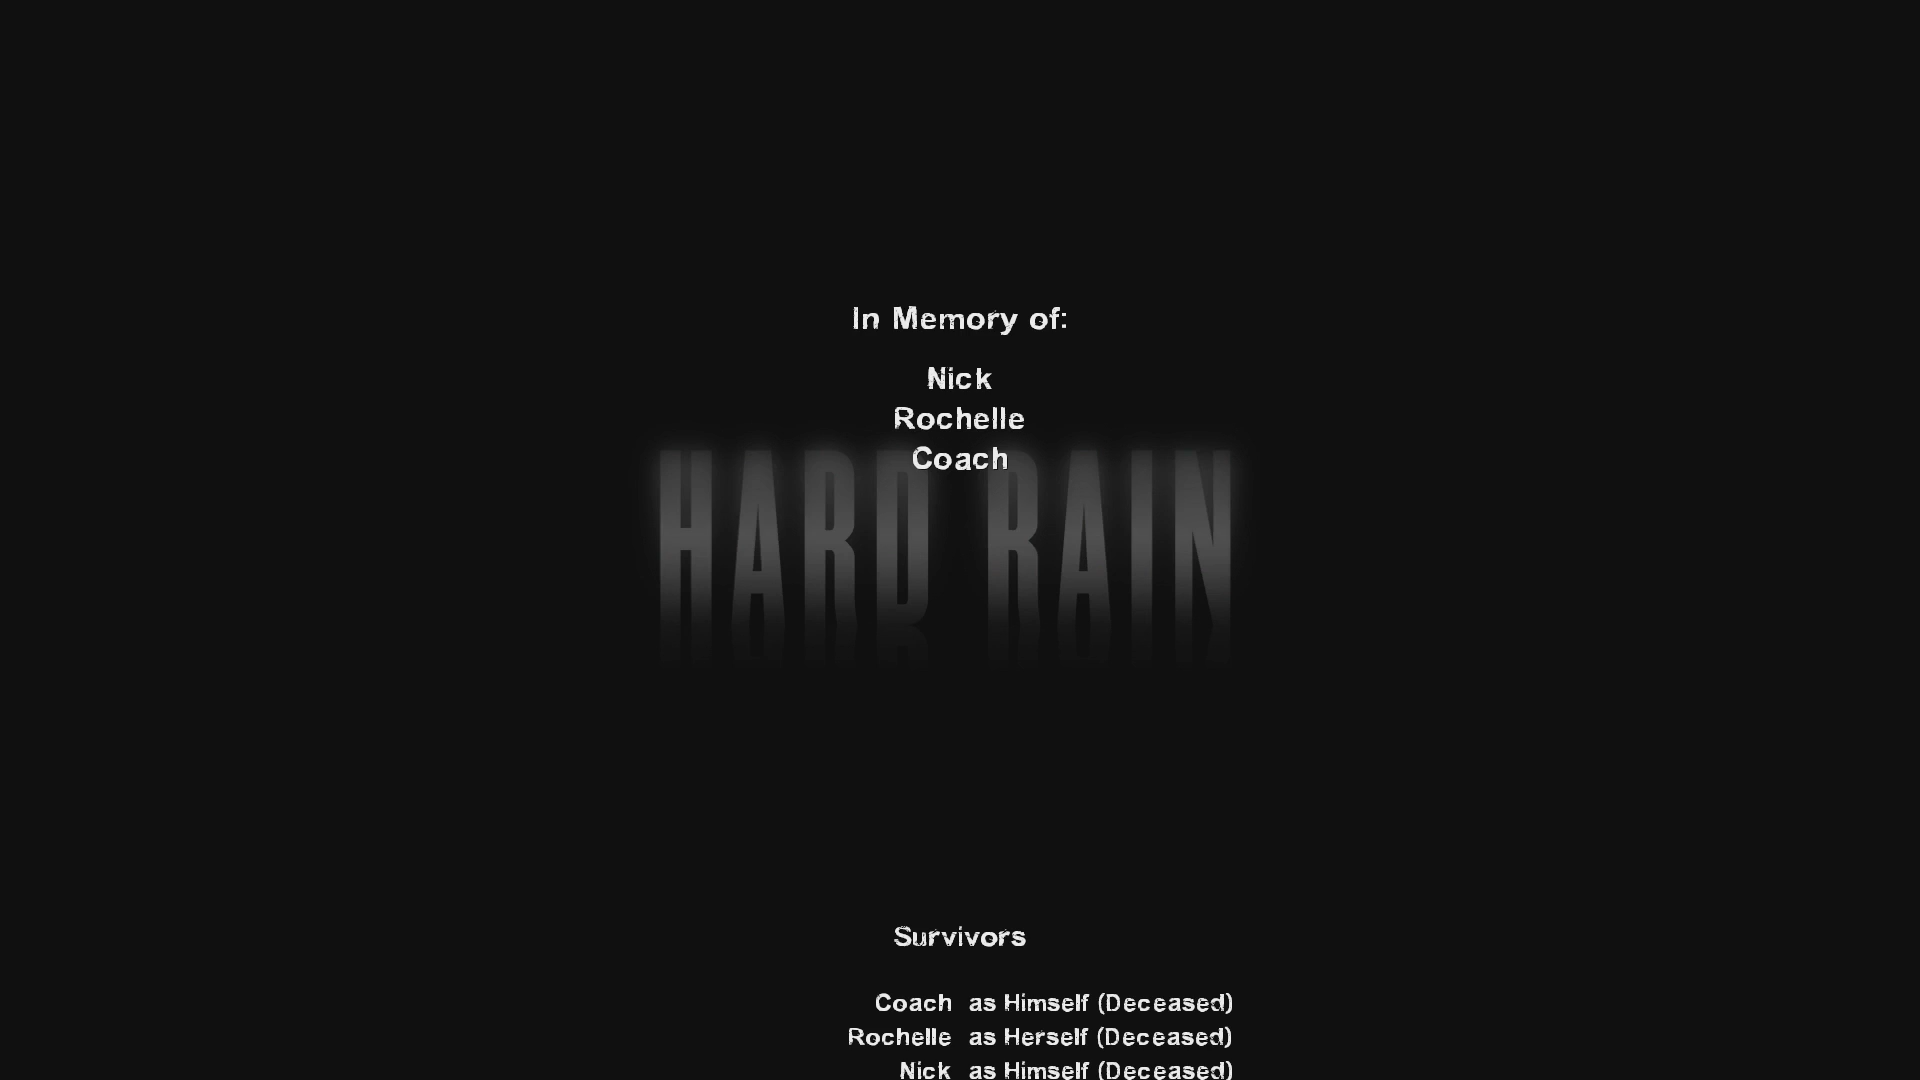 In Memory of:
Nick
Rochelle
Coach
HARD RAIN
Survivors
Coach as Himself (Deceased)
Rochelle as Herself (Deceased)
Nick as Himself (Deceased)